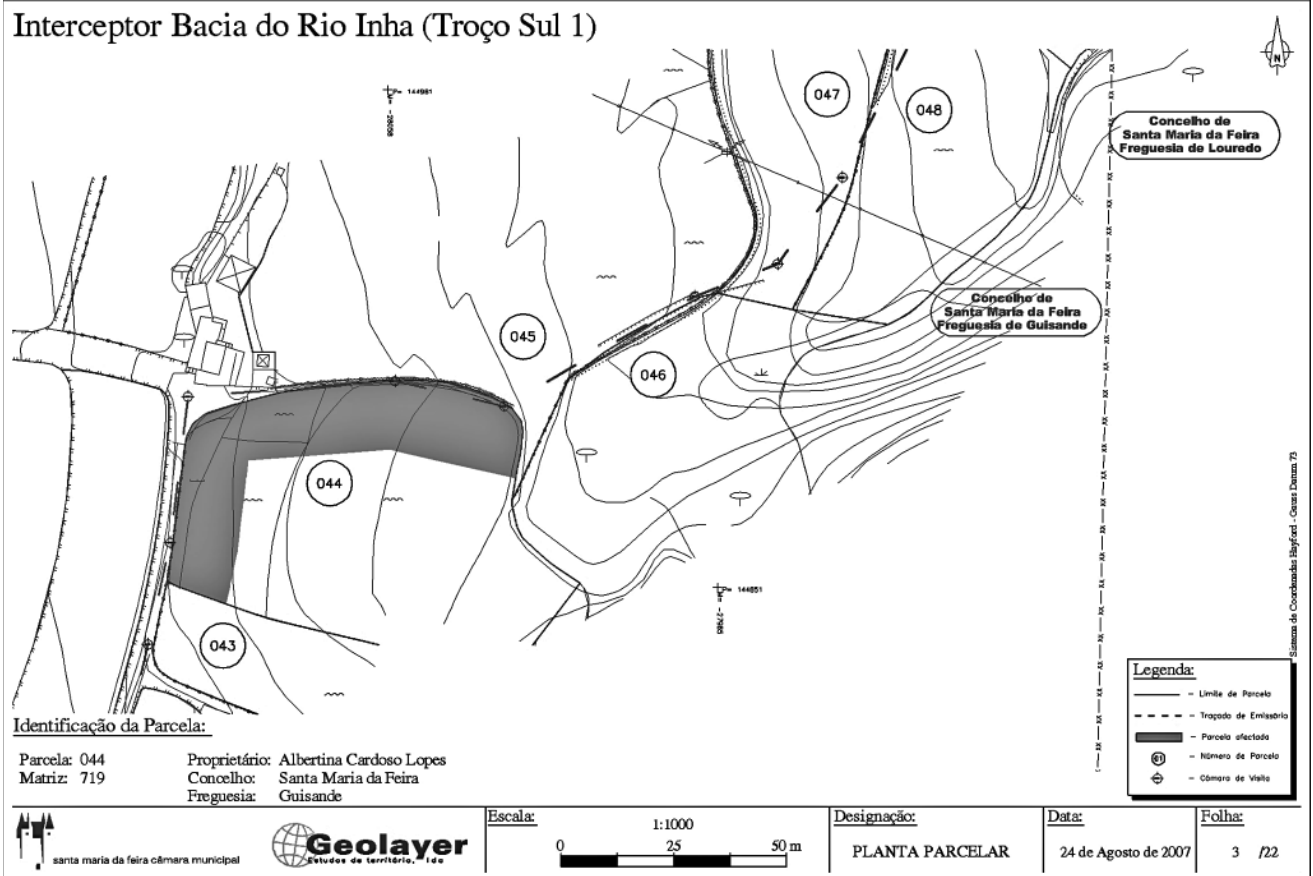 Interceptor Bacia do Rio Inha (Troço Sul 1)
N
P= 144981
M= -28058
047
048
Concelho de
Santa Maria da Feira
Freguesia de Louredo
Concelho de
Santa Maria da Feira
Freguesia de Guisande
045
046
044
043
P= 144851
M= -27985
Sistema de Coordenadas Hayford - Gauss Datum 73
Legenda:
- Limite de Parcela
- Traçado de Emissário
- Parcela afectada
01 - Número de Parcela
- Câmara de Visita
Identificação da Parcela:
Parcela: 044 Proprietário: Albertina Cardoso Lopes
Matriz: 719 Concelho: Santa Maria da Feira
Freguesia: Guisande
santa maria da feira câmara municipal
Geolayer
Estudos de território, lda
Escala:
1:1000
0 25 50 m
Designação:
PLANTA PARCELAR
Data:
24 de Agosto de 2007
Folha:
3 /22